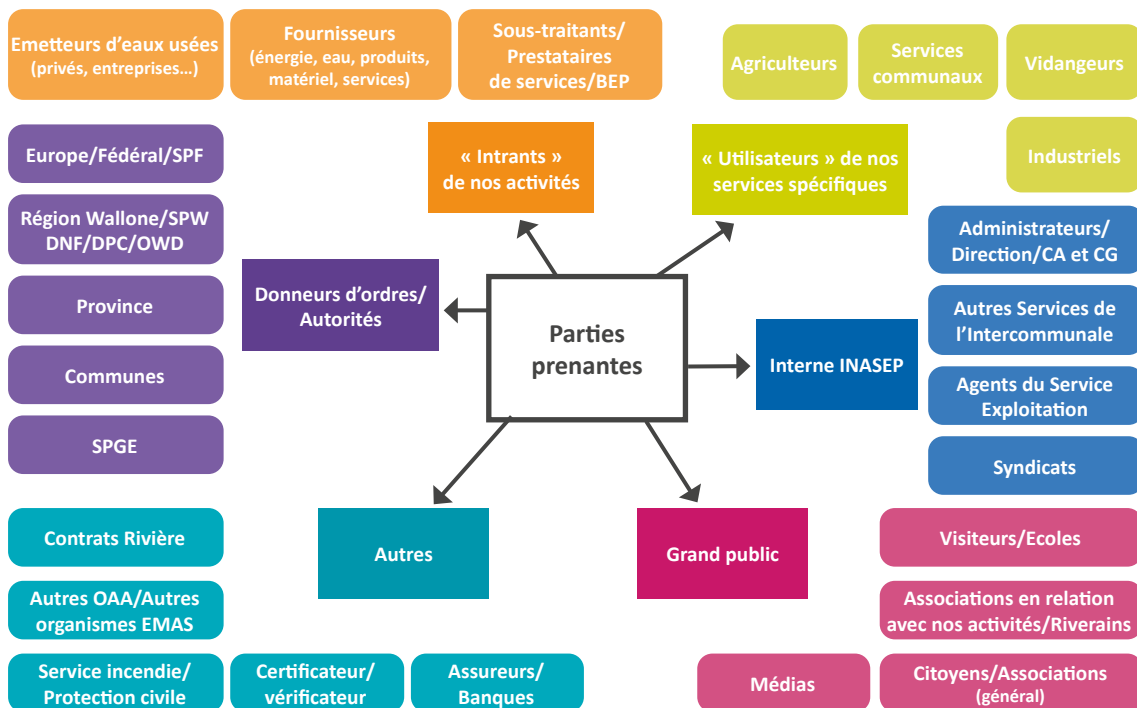 Emetteurs d'eaux usées
(privés, entreprises...)
Fournisseurs
(énergie, eau, produits,
matériel, services)
Sous-traitants/
Prestataires
de services/BEP
Agriculteurs
Services
communaux
Vidangeurs
Industriels
Europe/Fédéral/SPF
Région Wallone/SPW
DNF/DPC/OWD
Province
Communes
SPGE
« Intrants »
de nos activités
« Utilisateurs » de nos
services spécifiques
Donneurs d'ordres/
Autorités
Parties
prenantes
Interne INASEP
Administrateurs/
Direction/CA et CG
Autres Services de
l'Intercommunale
Agents du Service
Exploitation
Syndicats
Autres
Grand public
Contrats Rivière
Autres OAA/Autres
organismes EMAS
Service incendie/
Protection civile
Certificateur/
vérificateur
Assureurs/
Banques
Visiteurs/Ecoles
Associations en relation
avec nos activités/Riverains
Médias
Citoyens/Associations
(général)